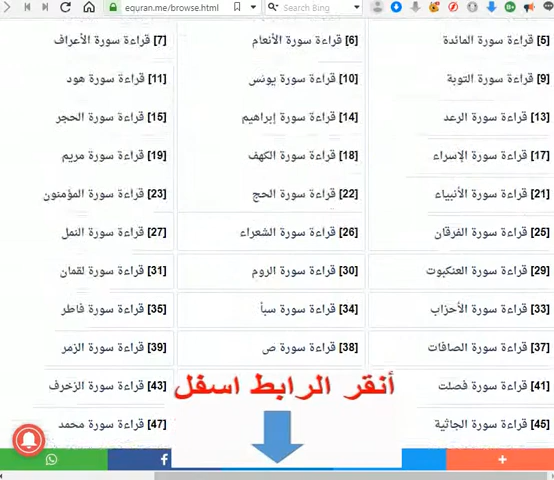 equran.me/browse.html
Search Bing
[5] قراءة سورة المائدة [6] قراءة سورة الأنعام [7] قراءة سورة الأعراف
[9] قراءة سورة التوبة [10] قراءة سورة يونس [11] قراءة سورة هود
[13] قراءة سورة الرعد [14] قراءة سورة إبراهيم [15] قراءة سورة الحجر
[17] قراءة سورة الإسراء [18] قراءة سورة الكهف [19] قراءة سورة مريم
[21] قراءة سورة الأنبياء [22] قراءة سورة الحج [23] قراءة سورة المؤمنون
[25] قراءة سورة الفرقان [26] قراءة سورة الشعراء [27] قراءة سورة النمل
[29] قراءة سورة العنكبوت [30] قراءة سورة الروم [31] قراءة سورة لقمان
[33] قراءة سورة الأحزاب [34] قراءة سورة سبأ [35] قراءة سورة فاطر
[37] قراءة سورة الصافات [38] قراءة سورة ص [39] قراءة سورة الزمر
[41] قراءة سورة فصلت [43] قراءة سورة الزخرف
أنقر الرابط اسفل
[45] قراءة سورة الجاثية [47] قراءة سورة محمد